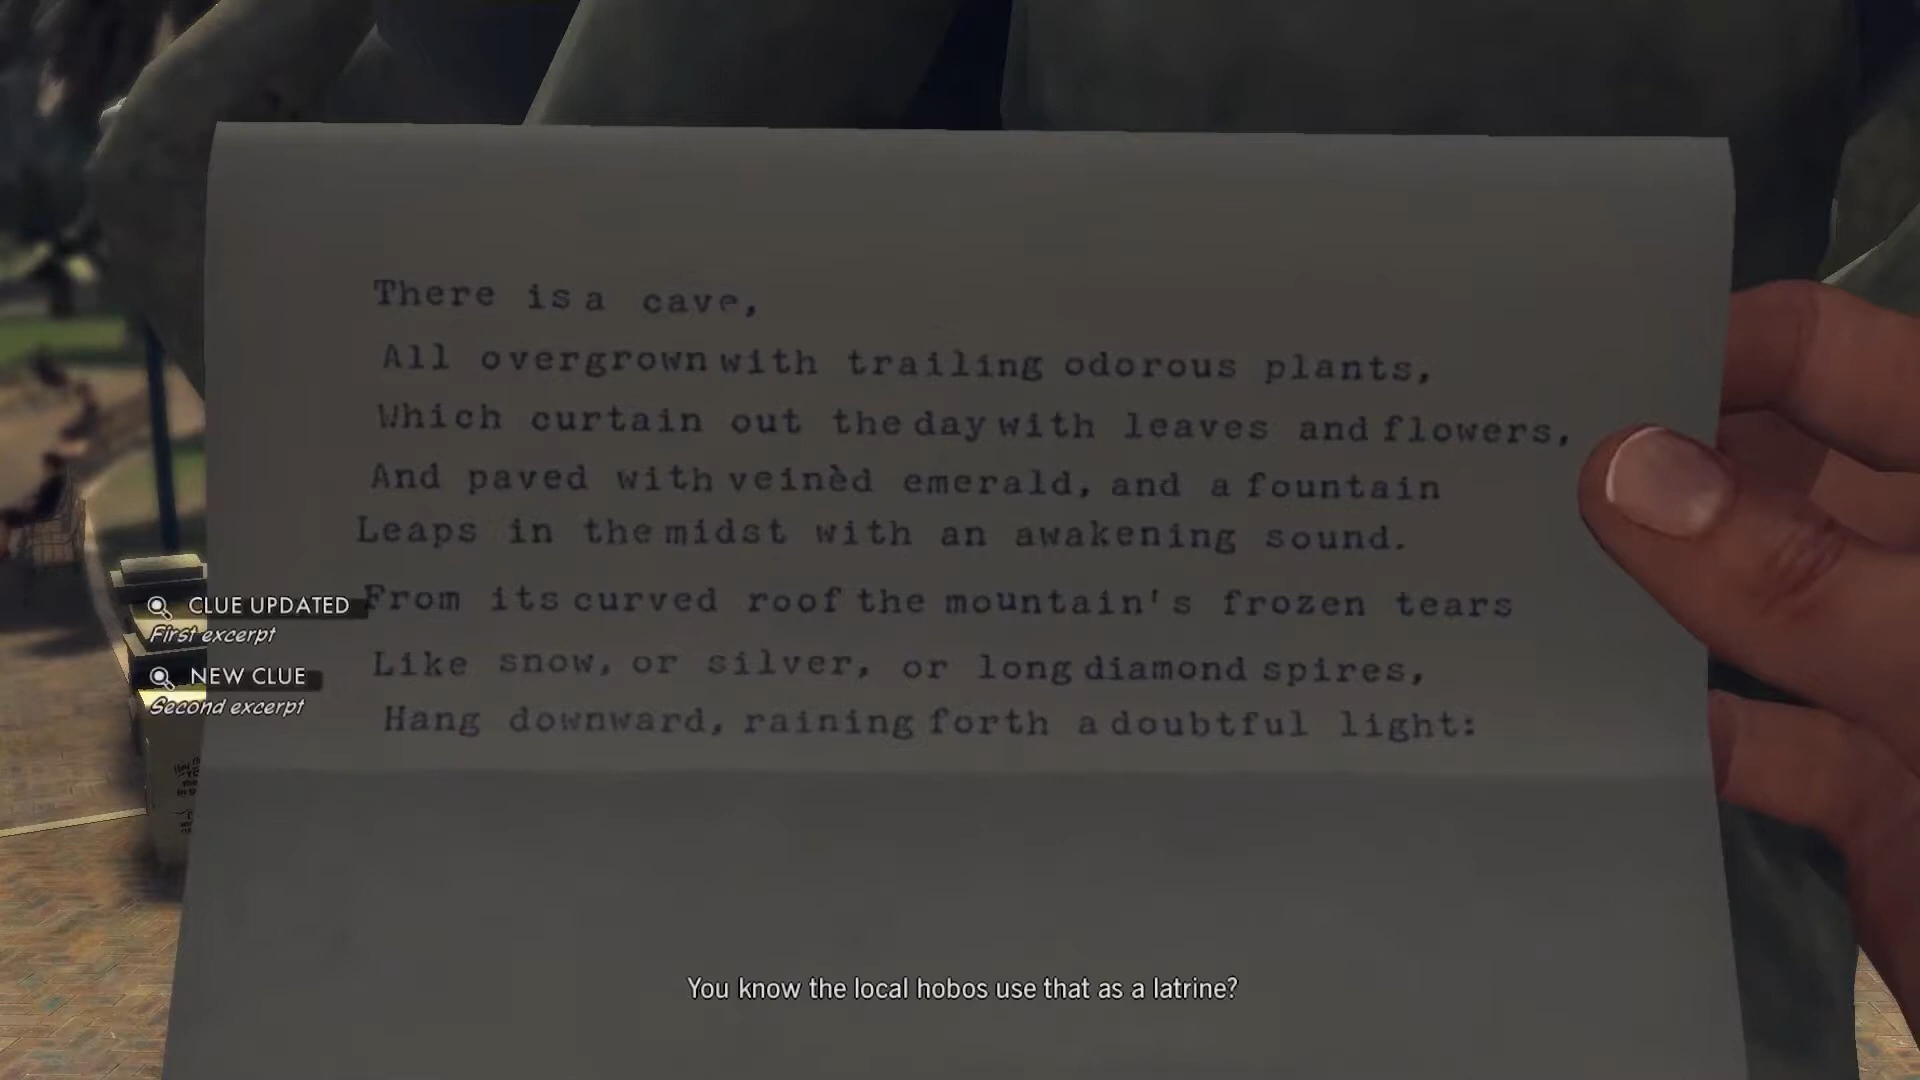 There is a cave,
All overgrown with trailing odorous plants,
Which curtain out the day with leaves and flowers,
And paved with veinèd emerald, and a fountain
Leaps in the midst with an awakening sound.
From its curved roof the mountain's frozen tears
Like snow, or silver, or long diamond spires,
Hang downward, raining forth a doubtful light:
CLUE UPDATED
First excerpt
NEW CLUE
Second excerpt
You know the local hobos use that as a latrine?